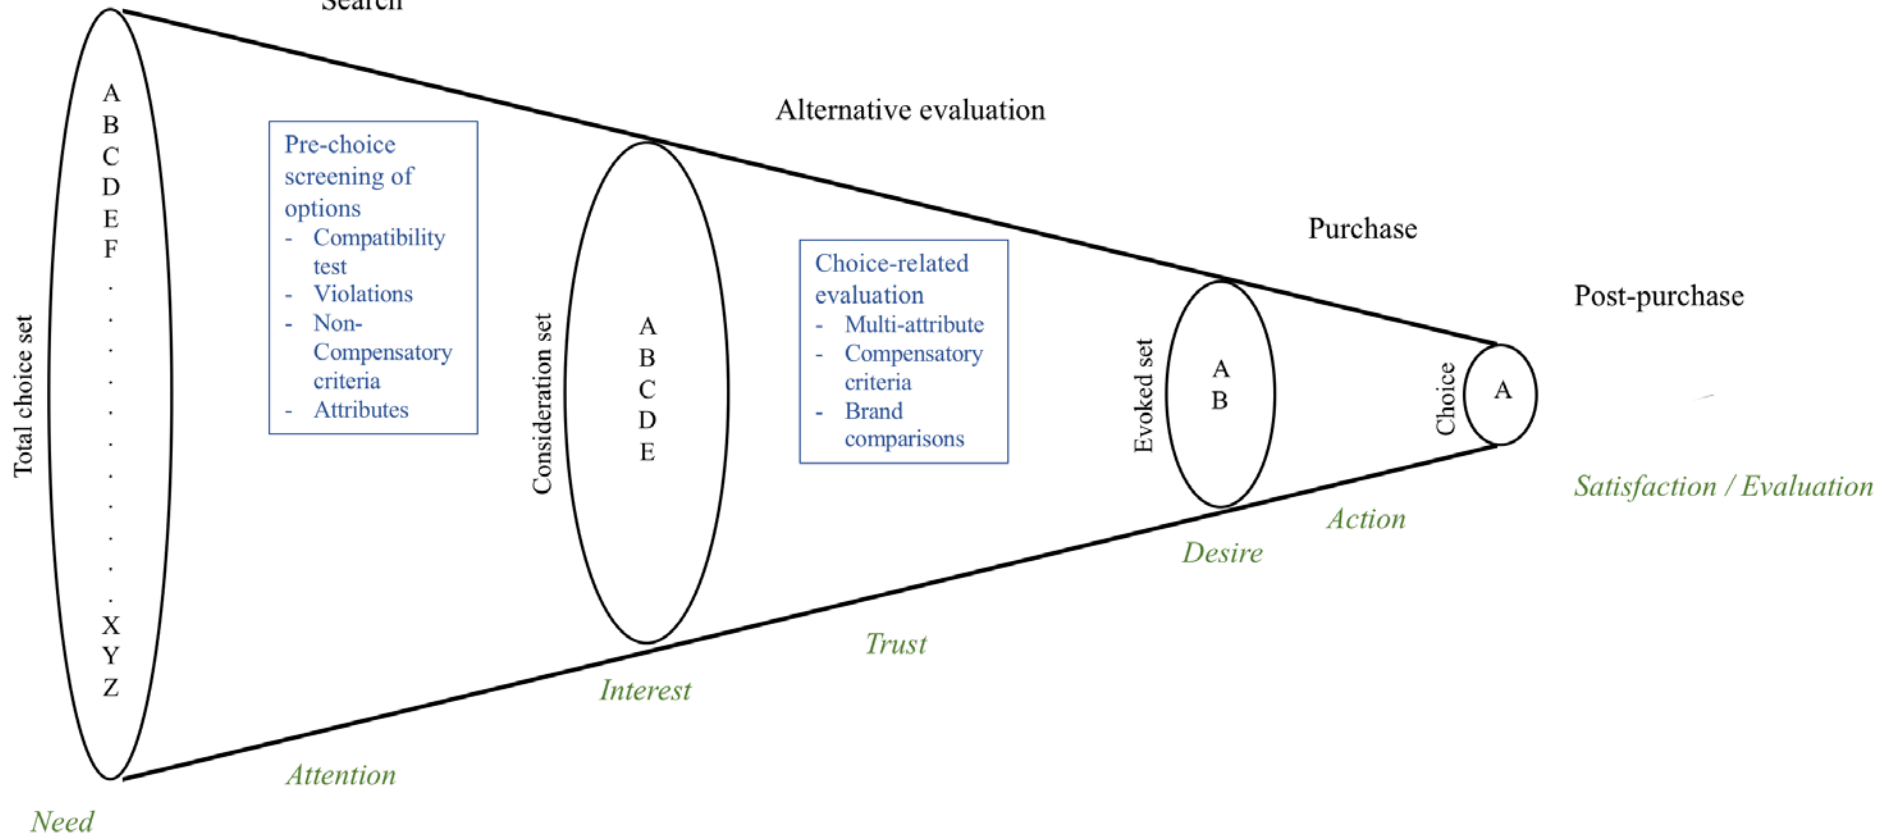 Search
Alternative evaluation
Purchase
Post-purchase
Total choice set
A
B
C
D
E
F
.
.
.
.
.
.
.
.
.
.
.
X
Y
Z
Pre-choice
screening of
options
- Compatibility
test
- Violations
- Non-
Compensatory
criteria
- Attributes
Consideration set
A
B
C
D
E
Choice-related
evaluation
- Multi-attribute
- Compensatory
criteria
- Brand
comparisons
Evoked set
A
B
Choice
A
Need
Attention
Interest
Trust
Desire
Action
Satisfaction / Evaluation